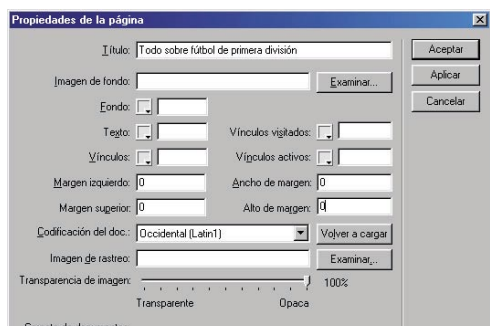 Propiedades de la página
Título: Todo sobre fútbol de primera división Aceptar
Imagen de fondo: Examinar... Aplicar
Fondo: Cancelar
Texto: Vínculos visitados:
Vínculos: Vínculos activos:
Margen izquierdo: 0 Ancho de margen: 0
Margen superior: 0 Alto de margen: 0
Codificación del doc.: Occidental (Latin1) Volver a cargar
Imagen de rastreo: Examinar...
Transparencia de imagen: 100%
Transparente Opaca